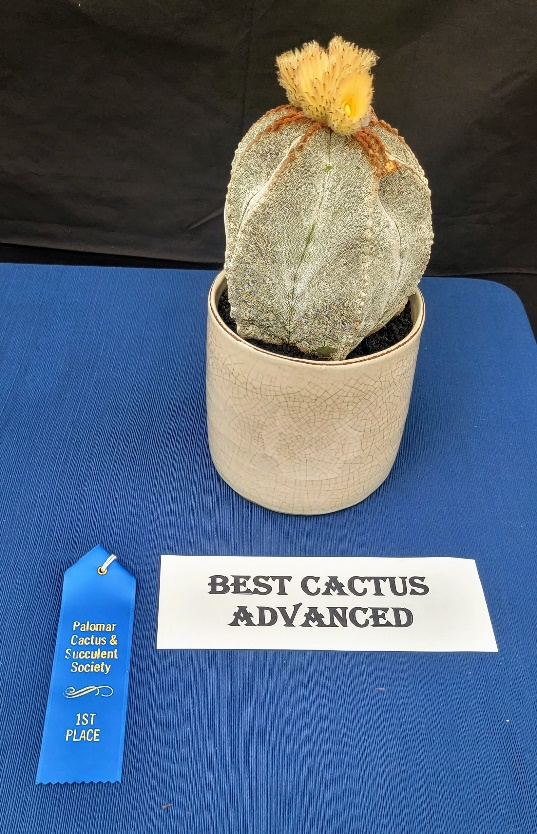 BEST CACTUS
ADVANCED
Palomar
Cactus &
Succulent
Society
1ST
PLACE